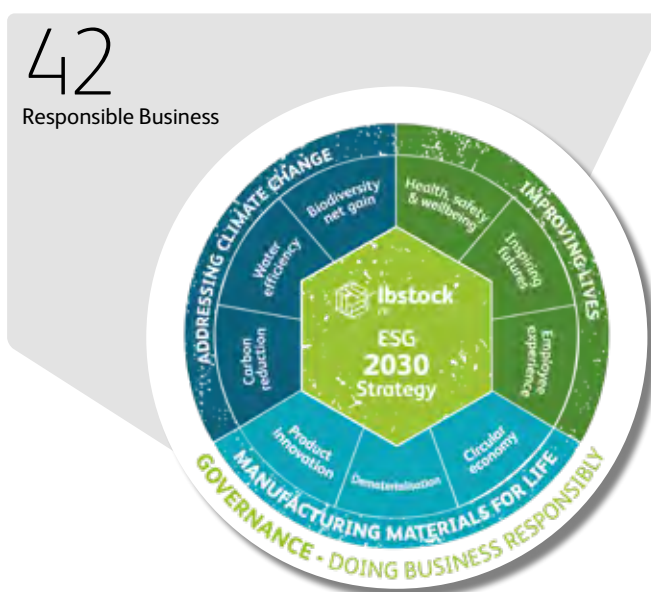 42
Responsible Business
ADDRESSING CLIMATE CHANGE
IMPROVING LIVES
Biodiversity
net gain
Health, safety
& wellbeing
Water
efficiency
Inspiring
futures
Carbon
reduction
Employee
experience
Ibstock
ESG
2030
Strategy
Product
innovation
Dematerialisation
Circular
economy
MANUFACTURING MATERIALS FOR LIFE
GOVERNANCE - DOING BUSINESS RESPONSIBLY